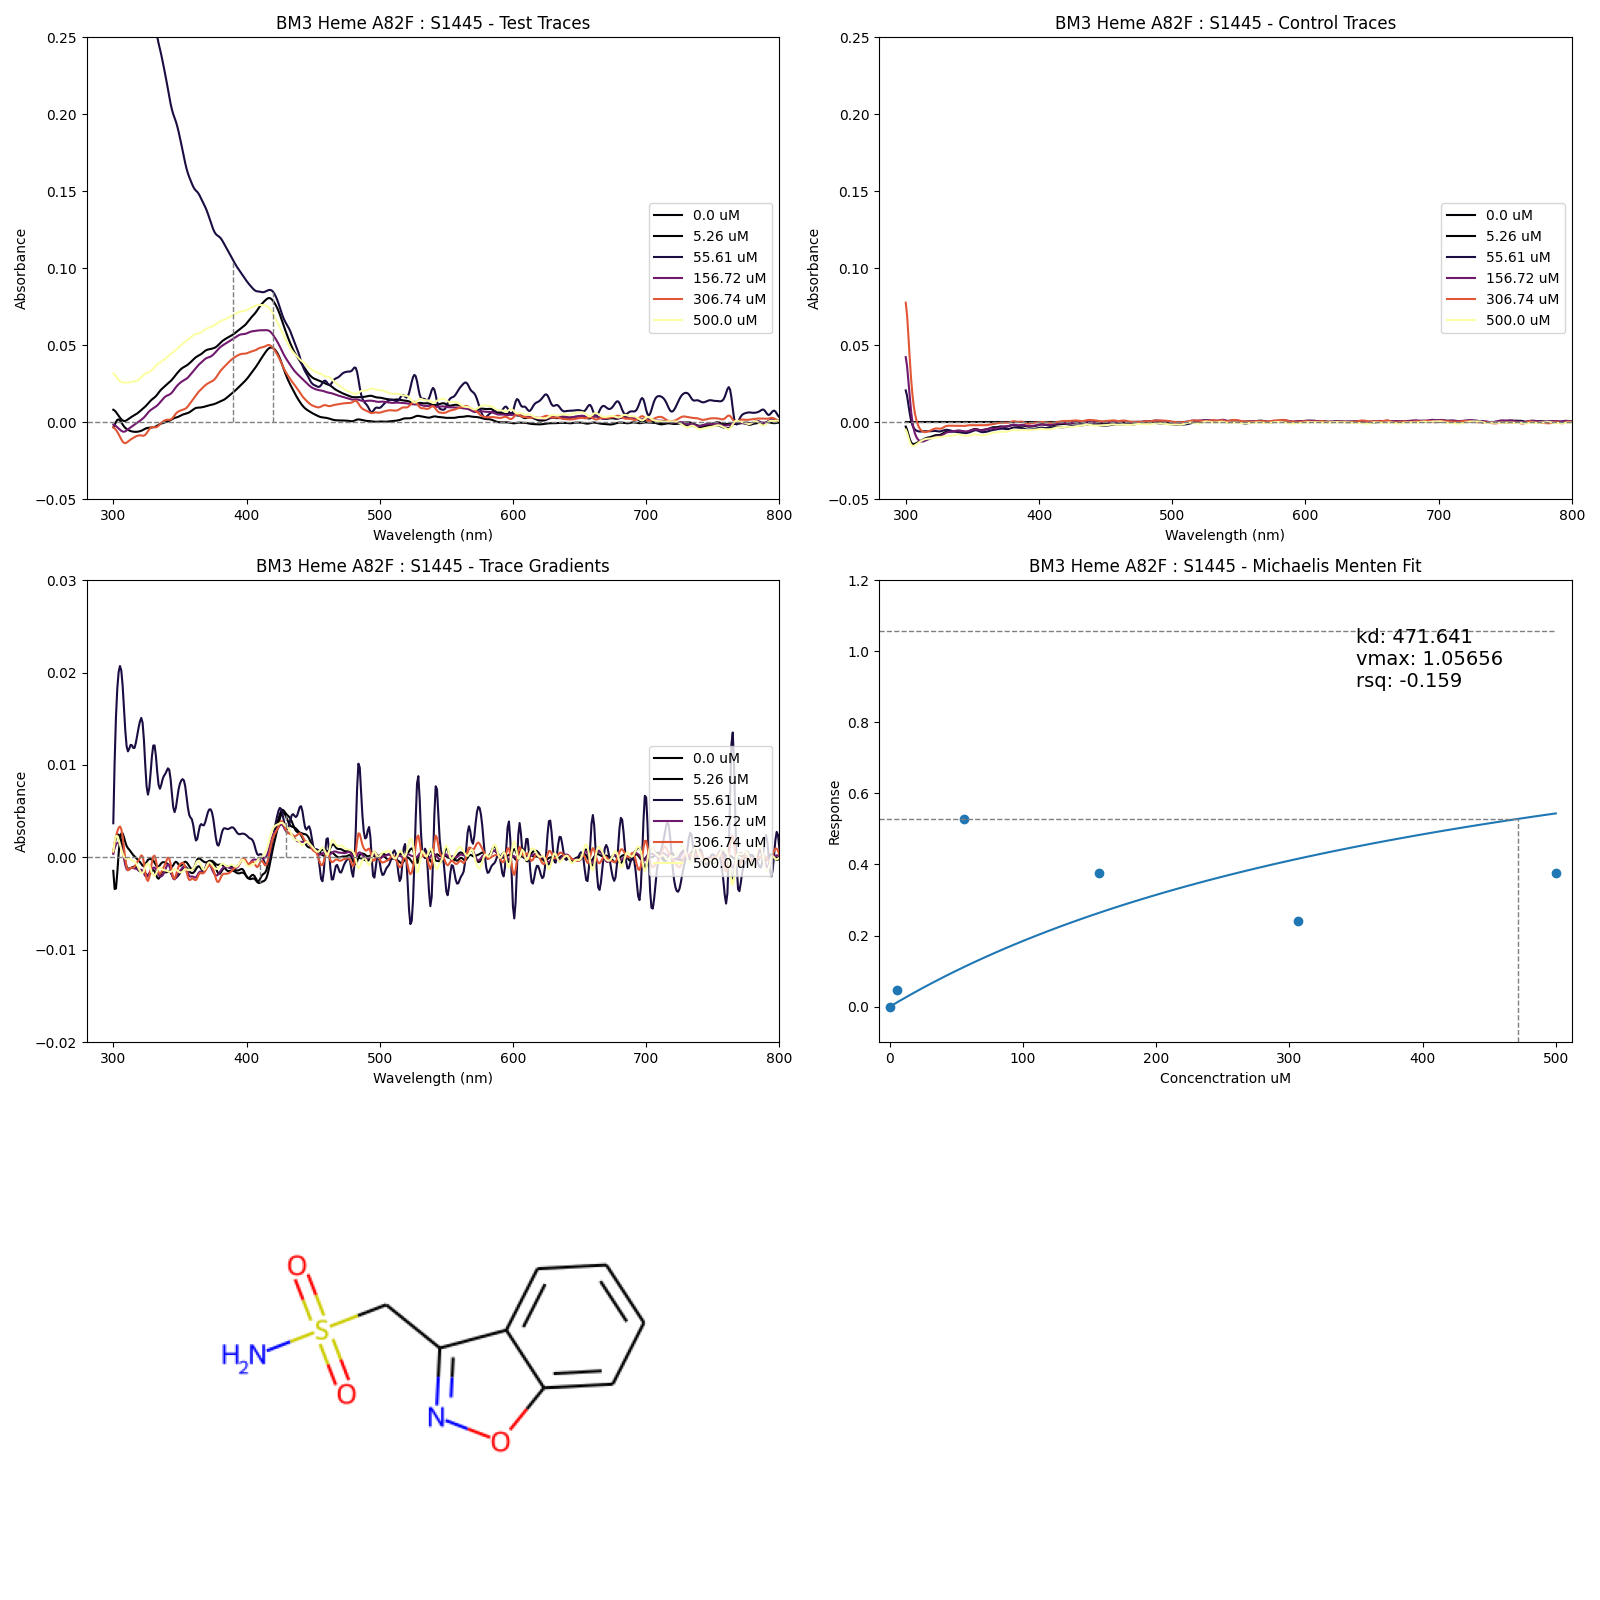 BM3 Heme A82F : S1445 - Test Traces
Absorbance
0.25
0.20
0.15
0.10
0.05
0.00
−0.05
0.0 uM
5.26 uM
55.61 uM
156.72 uM
306.74 uM
500.0 uM
300 400 500 600 700 800
Wavelength (nm)
BM3 Heme A82F : S1445 - Control Traces
Absorbance
0.25
0.20
0.15
0.10
0.05
0.00
−0.05
0.0 uM
5.26 uM
55.61 uM
156.72 uM
306.74 uM
500.0 uM
300 400 500 600 700 800
Wavelength (nm)
BM3 Heme A82F : S1445 - Trace Gradients
Absorbance
0.03
0.02
0.01
0.00
−0.01
−0.02
0.0 uM
5.26 uM
55.61 uM
156.72 uM
306.74 uM
500.0 uM
300 400 500 600 700 800
Wavelength (nm)
BM3 Heme A82F : S1445 - Michaelis Menten Fit
Response
1.2
1.0
0.8
0.6
0.4
0.2
0.0
kd: 471.641
vmax: 1.05656
rsq: -0.159
0 100 200 300 400 500
Concenctration uM
O
S
H2N
O
N
O